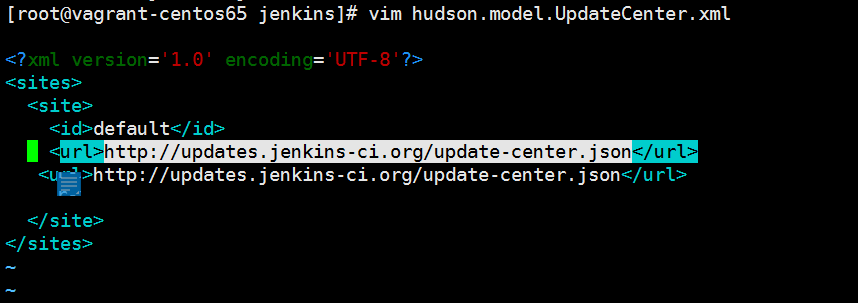 [root@vagrant-centos65 jenkins]# vim hudson.model.UpdateCenter.xml
<?xml version='1.0' encoding='UTF-8'?>
<sites>
  <site>
    <id>default</id>
    <url>http://updates.jenkins-ci.org/update-center.json</url>
   <url>http://updates.jenkins-ci.org/update-center.json</url>
  </site>
</sites>
~
~